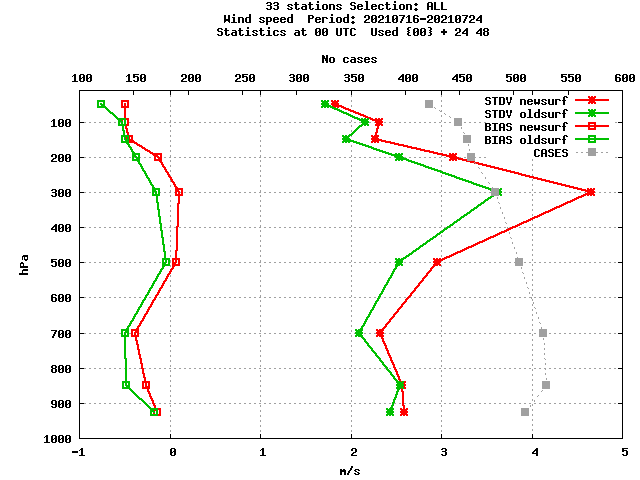 33 stations Selection: ALL
Wind speed  Period: 20210716-20210724
Statistics at 00 UTC  Used {00} + 24 48
No cases
100 150 200 250 300 350 400 450 500 550 600
STDV newsurf
STDV oldsurf
BIAS newsurf
BIAS oldsurf
CASES
100
200
300
400
500
600
700
800
900
1000
hPa
-1 0 1 2 3 4 5
m/s